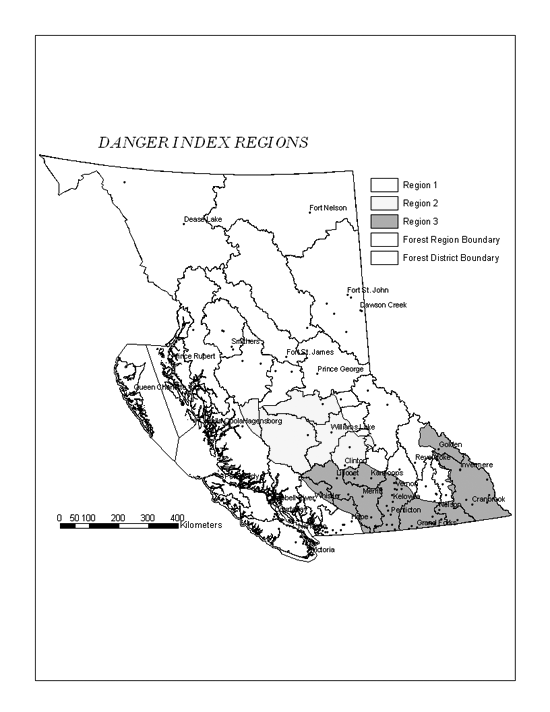 DANGER INDEX REGIONS
Region 1
Region 2
Region 3
Forest Region Boundary
Forest District Boundary
Fort Nelson
Dease Lake
Fort St. John
Dawson Creek
Smithers
Fort St. James
Prince Rupert
Prince George
Queen
Hagensborg
Williams Lake
Golden
Clinton
Revelstoke
Invermere
Lillooet
Kamloops
Vernon
Merritt
Kelowna
Whistler
Cranbrook
Nelson
Penticton
Hope
Grand Forks
Victoria
0 50 100 200 300 400
Kilometers